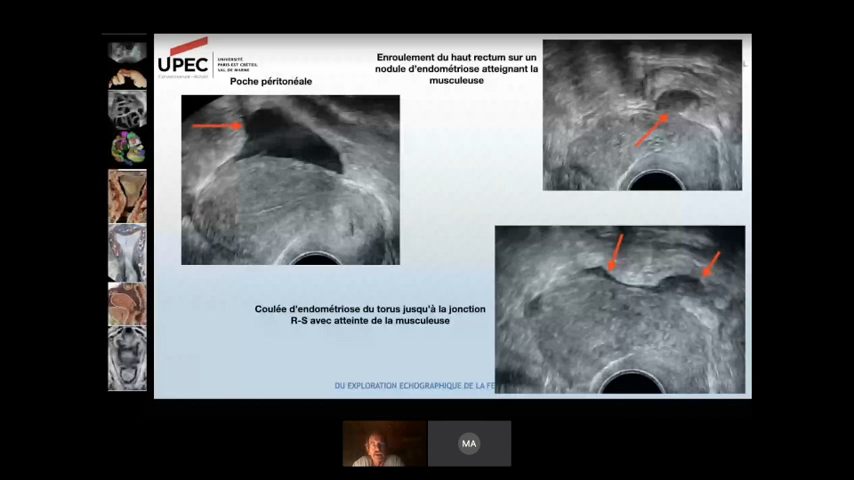 UPEC
UNIVERSITÉ
PARIS-EST CRÉTEIL
VAL DE MARNE
Poche péritonéale
Enroulement du haut rectum sur un
nodule d'endométriose atteignant la
musculeuse
L
Coulée d'endométriose du torus jusqu'à la jonction
R-S avec atteinte de la musculeuse
DU EXPLORATION ECHOGRAPHIQUE DE LA FE
MA